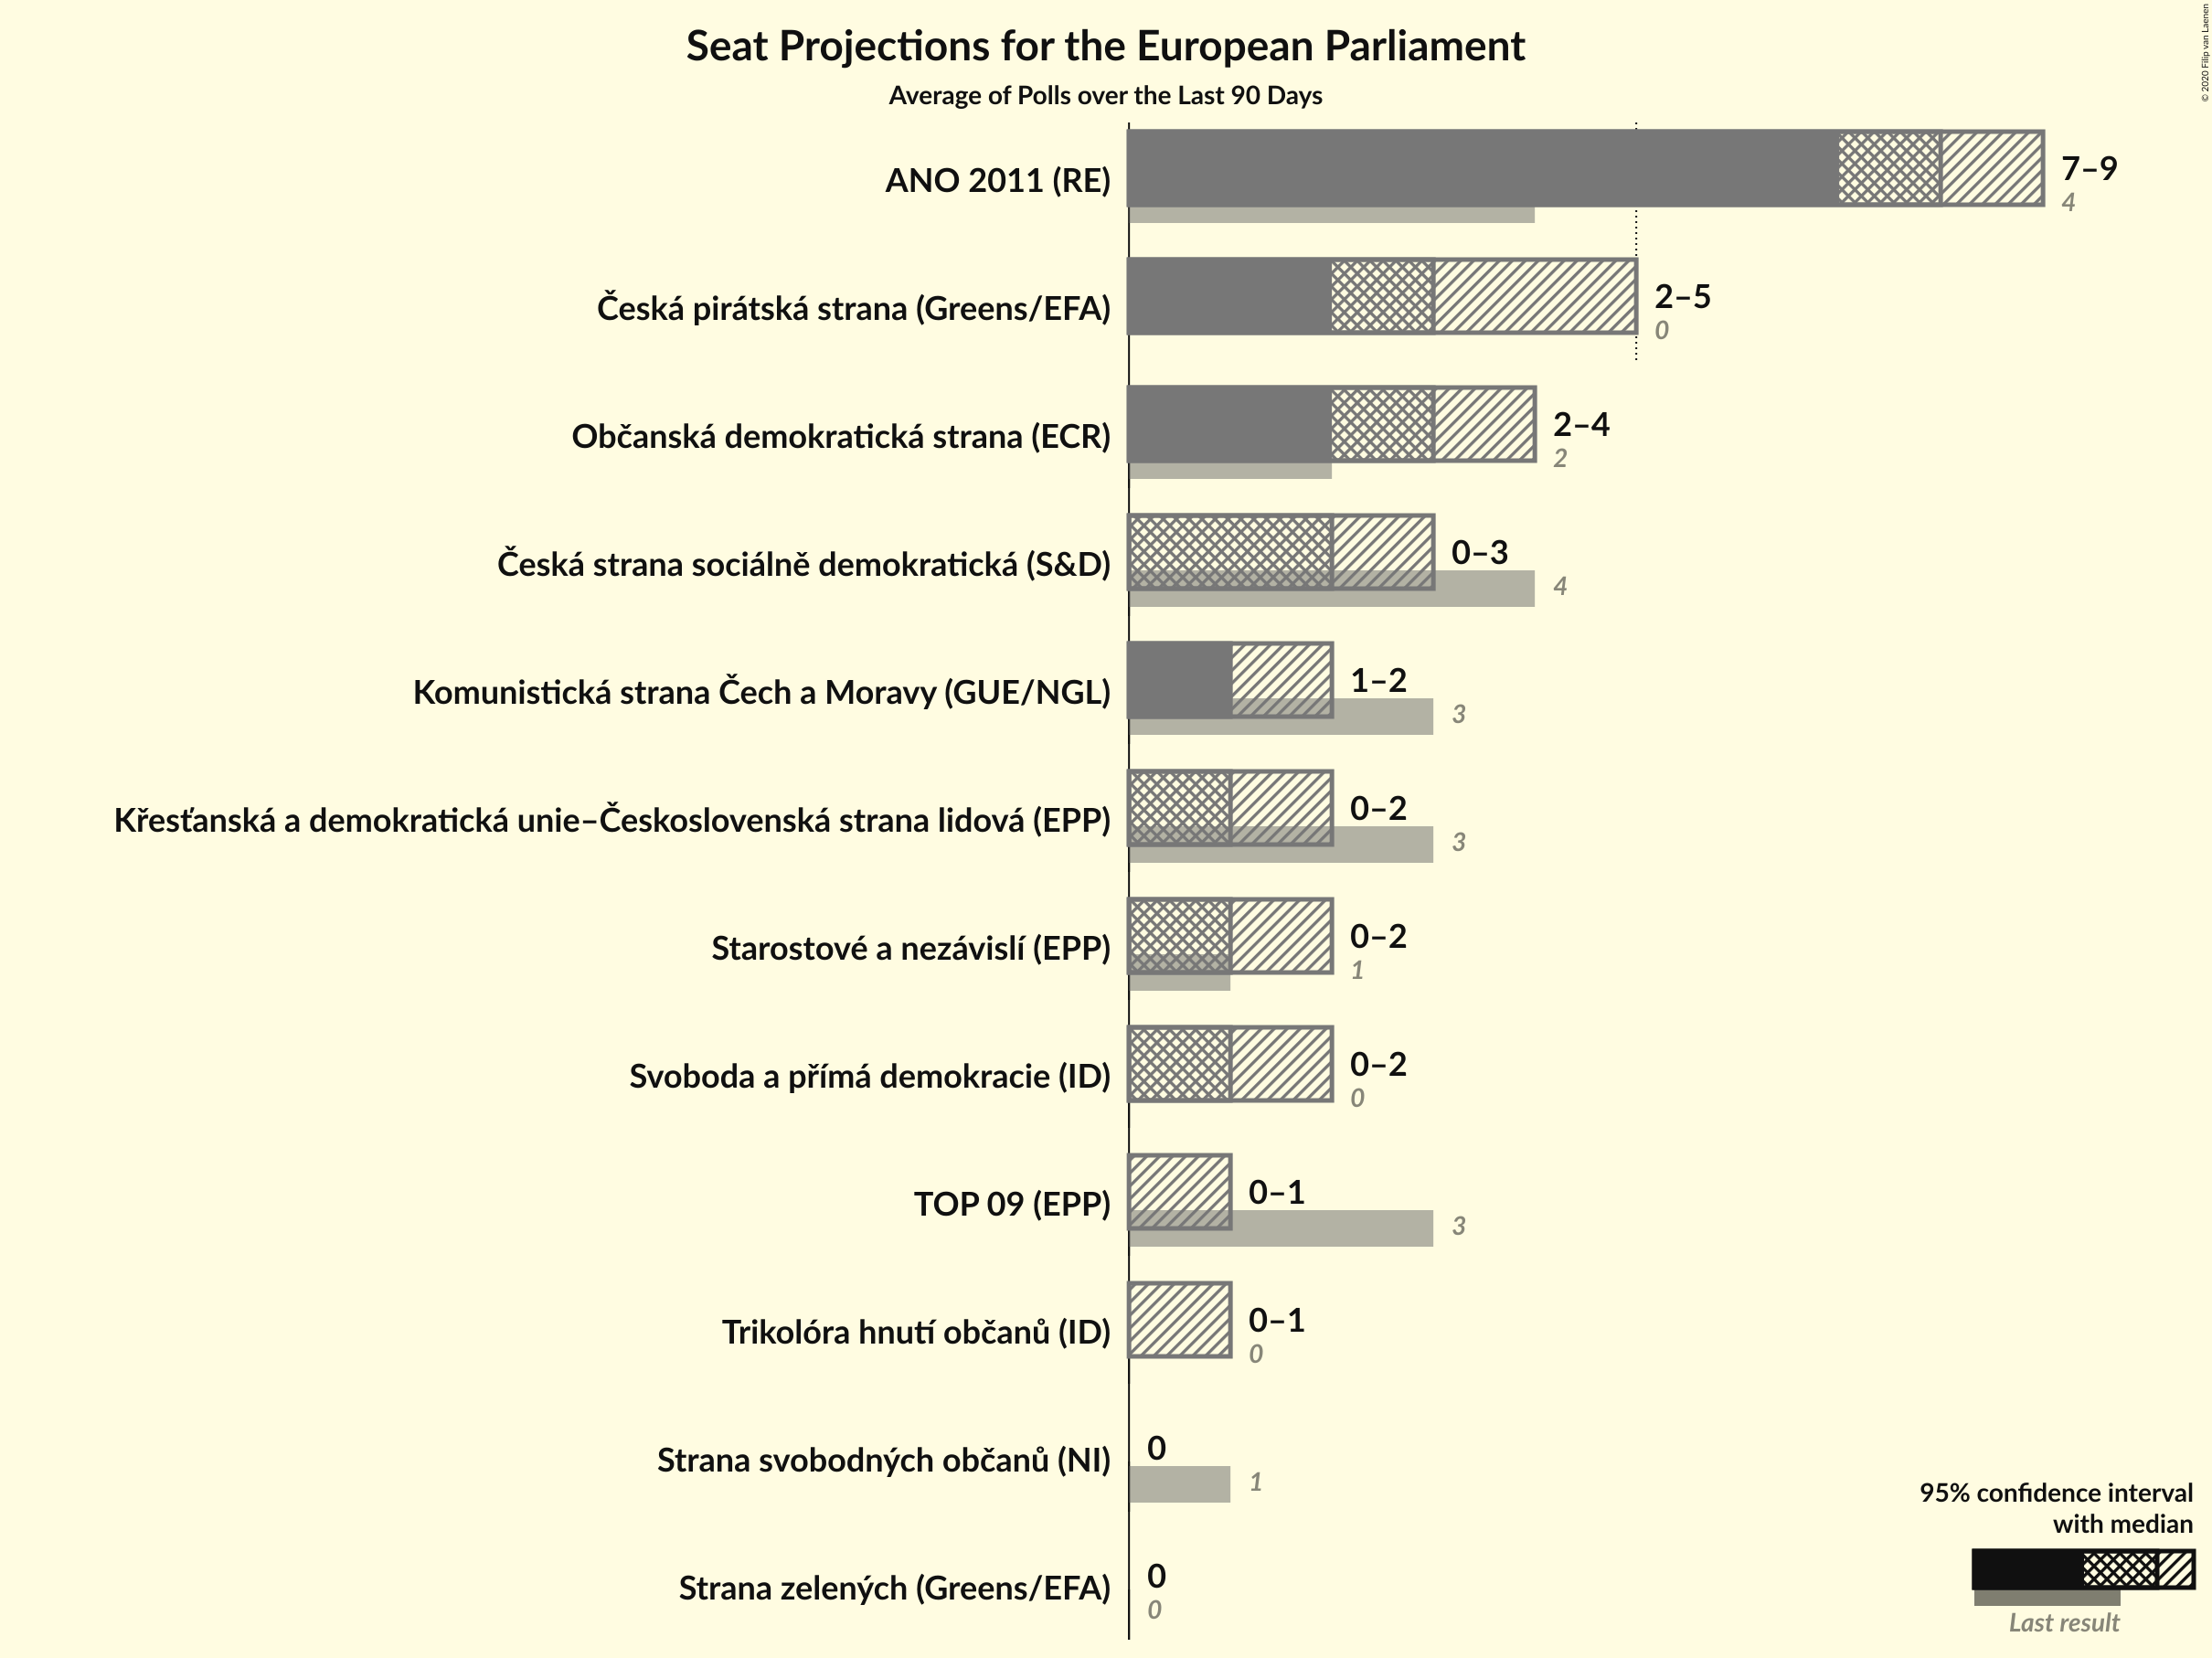 Seat Projections for the European Parliament
Average of Polls over the Last 90 Days
© 2020 Filip van Laenen
ANO 2011 (RE)
7–9
4
Česká pirátská strana (Greens/EFA)
2–5
0
Občanská demokratická strana (ECR)
2–4
2
Česká strana sociálně demokratická (S&D)
0–3
4
Komunistická strana Čech a Moravy (GUE/NGL)
1–2
3
Křesťanská a demokratická unie–Československá strana lidová (EPP)
0–2
3
Starostové a nezávislí (EPP)
0–2
1
Svoboda a přímá demokracie (ID)
0–2
0
TOP 09 (EPP)
0–1
3
Trikolóra hnutí občanů (ID)
0–1
0
Strana svobodných občanů (NI)
0
1
Strana zelených (Greens/EFA)
0
0
95% confidence interval
with median
Last result